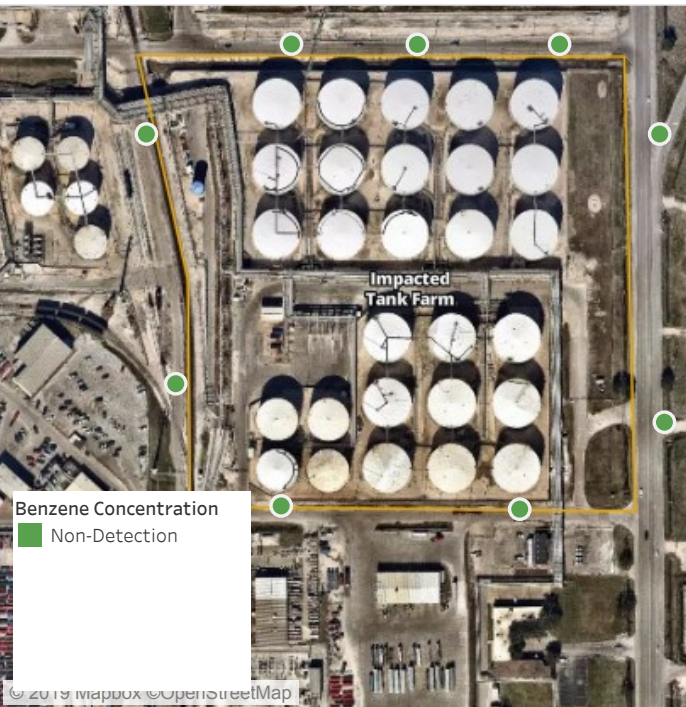 Impacted
Tank Farm
Benzene Concentration
Non-Detection
© 2019 Mapbox ©OpenStreetMap